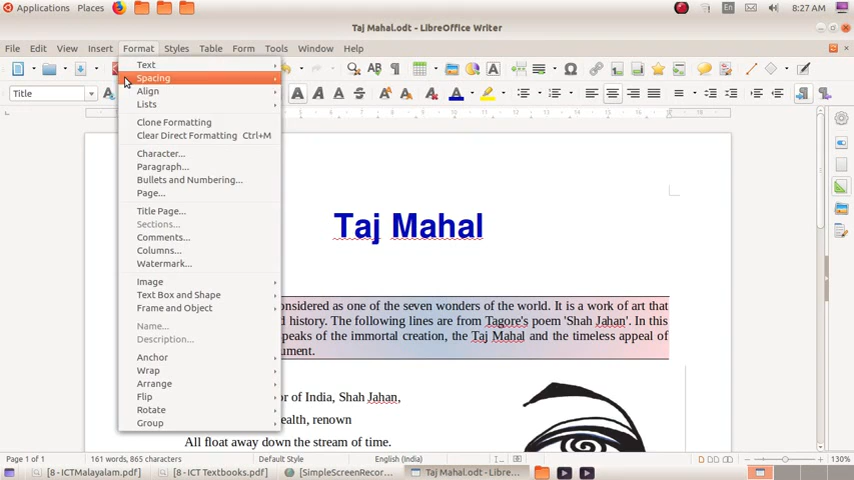 Applications Places En 8:27 AM
Taj Mahal.odt - LibreOffice Writer
File Edit View Insert Format Styles Table Form Tools Window Help
Title
Text
Spacing
Align
Lists
Clone Formatting
Clear Direct Formatting Ctrl+M
Character...
Paragraph...
Bullets and Numbering...
Page...
Title Page...
Sections...
Comments...
Columns...
Watermark...
Image
Text Box and Shape
Frame and Object
Name...
Description...
Anchor
Wrap
Arrange
Flip
Rotate
Group
Taj Mahal
onsidered as one of the seven wonders of the world. It is a work of art that
d history. The following lines are from Tagore's poem 'Shah Jahan'. In this
peaks of the immortal creation, the Taj Mahal and the timeless appeal of
ument.
or of India, Shah Jahan,
ealth, renown
All float away down the stream of time.
Page 1 of 1 161 words, 865 characters Default Style English (India) 130%
[8 - ICTMalayalam.pdf] [8 - ICT Textbooks.pdf] [SimpleScreenRecor... Taj Mahal.odt - Libre...